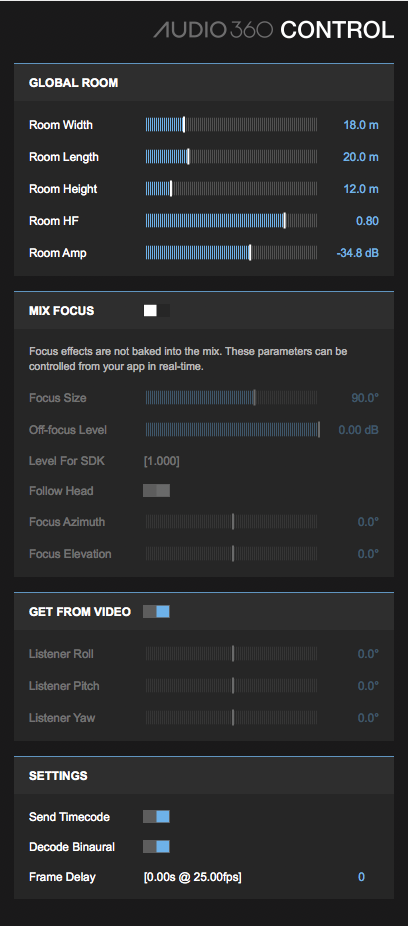 AUDIO360 CONTROL
GLOBAL ROOM
Room Width 18.0 m
Room Length 20.0 m
Room Height 12.0 m
Room HF 0.80
Room Amp -34.8 dB
MIX FOCUS
Focus effects are not baked into the mix. These parameters can be
controlled from your app in real-time.
Focus Size 90.0°
Off-focus Level 0.00 dB
Level For SDK [1.000]
Follow Head
Focus Azimuth 0.0°
Focus Elevation 0.0°
GET FROM VIDEO
Listener Roll 0.0°
Listener Pitch 0.0°
Listener Yaw 0.0°
SETTINGS
Send Timecode
Decode Binaural
Frame Delay [0.00s @ 25.00fps] 0